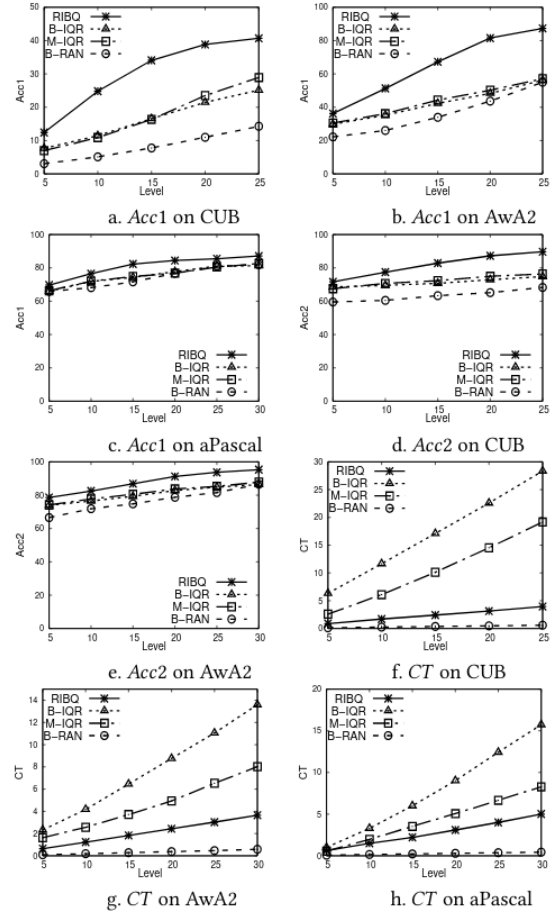 50
40
30
20
10
0
Acc1
RIBQ
B-IQR
M-IQR
B-RAN
5 10 15 20 25
Level
a. Acc1 on CUB
100
80
60
40
20
0
Acc1
RIBQ
B-IQR
M-IQR
B-RAN
5 10 15 20 25
Level
b. Acc1 on AwA2
100
80
60
40
20
0
Acc1
RIBQ
B-IQR
M-IQR
B-RAN
5 10 15 20 25 30
Level
c. Acc1 on aPascal
100
80
60
40
20
0
Acc2
RIBQ
B-IQR
M-IQR
B-RAN
5 10 15 20 25
Level
d. Acc2 on CUB
100
80
60
40
20
0
Acc2
RIBQ
B-IQR
M-IQR
B-RAN
5 10 15 20 25 30
Level
e. Acc2 on AwA2
30
25
20
15
10
5
0
CT
RIBQ
B-IQR
M-IQR
B-RAN
5 10 15 20 25
Level
f. CT on CUB
14
12
10
8
6
4
2
0
CT
RIBQ
B-IQR
M-IQR
B-RAN
5 10 15 20 25 30
Level
g. CT on AwA2
20
15
10
5
0
CT
RIBQ
B-IQR
M-IQR
B-RAN
5 10 15 20 25 30
Level
h. CT on aPascal